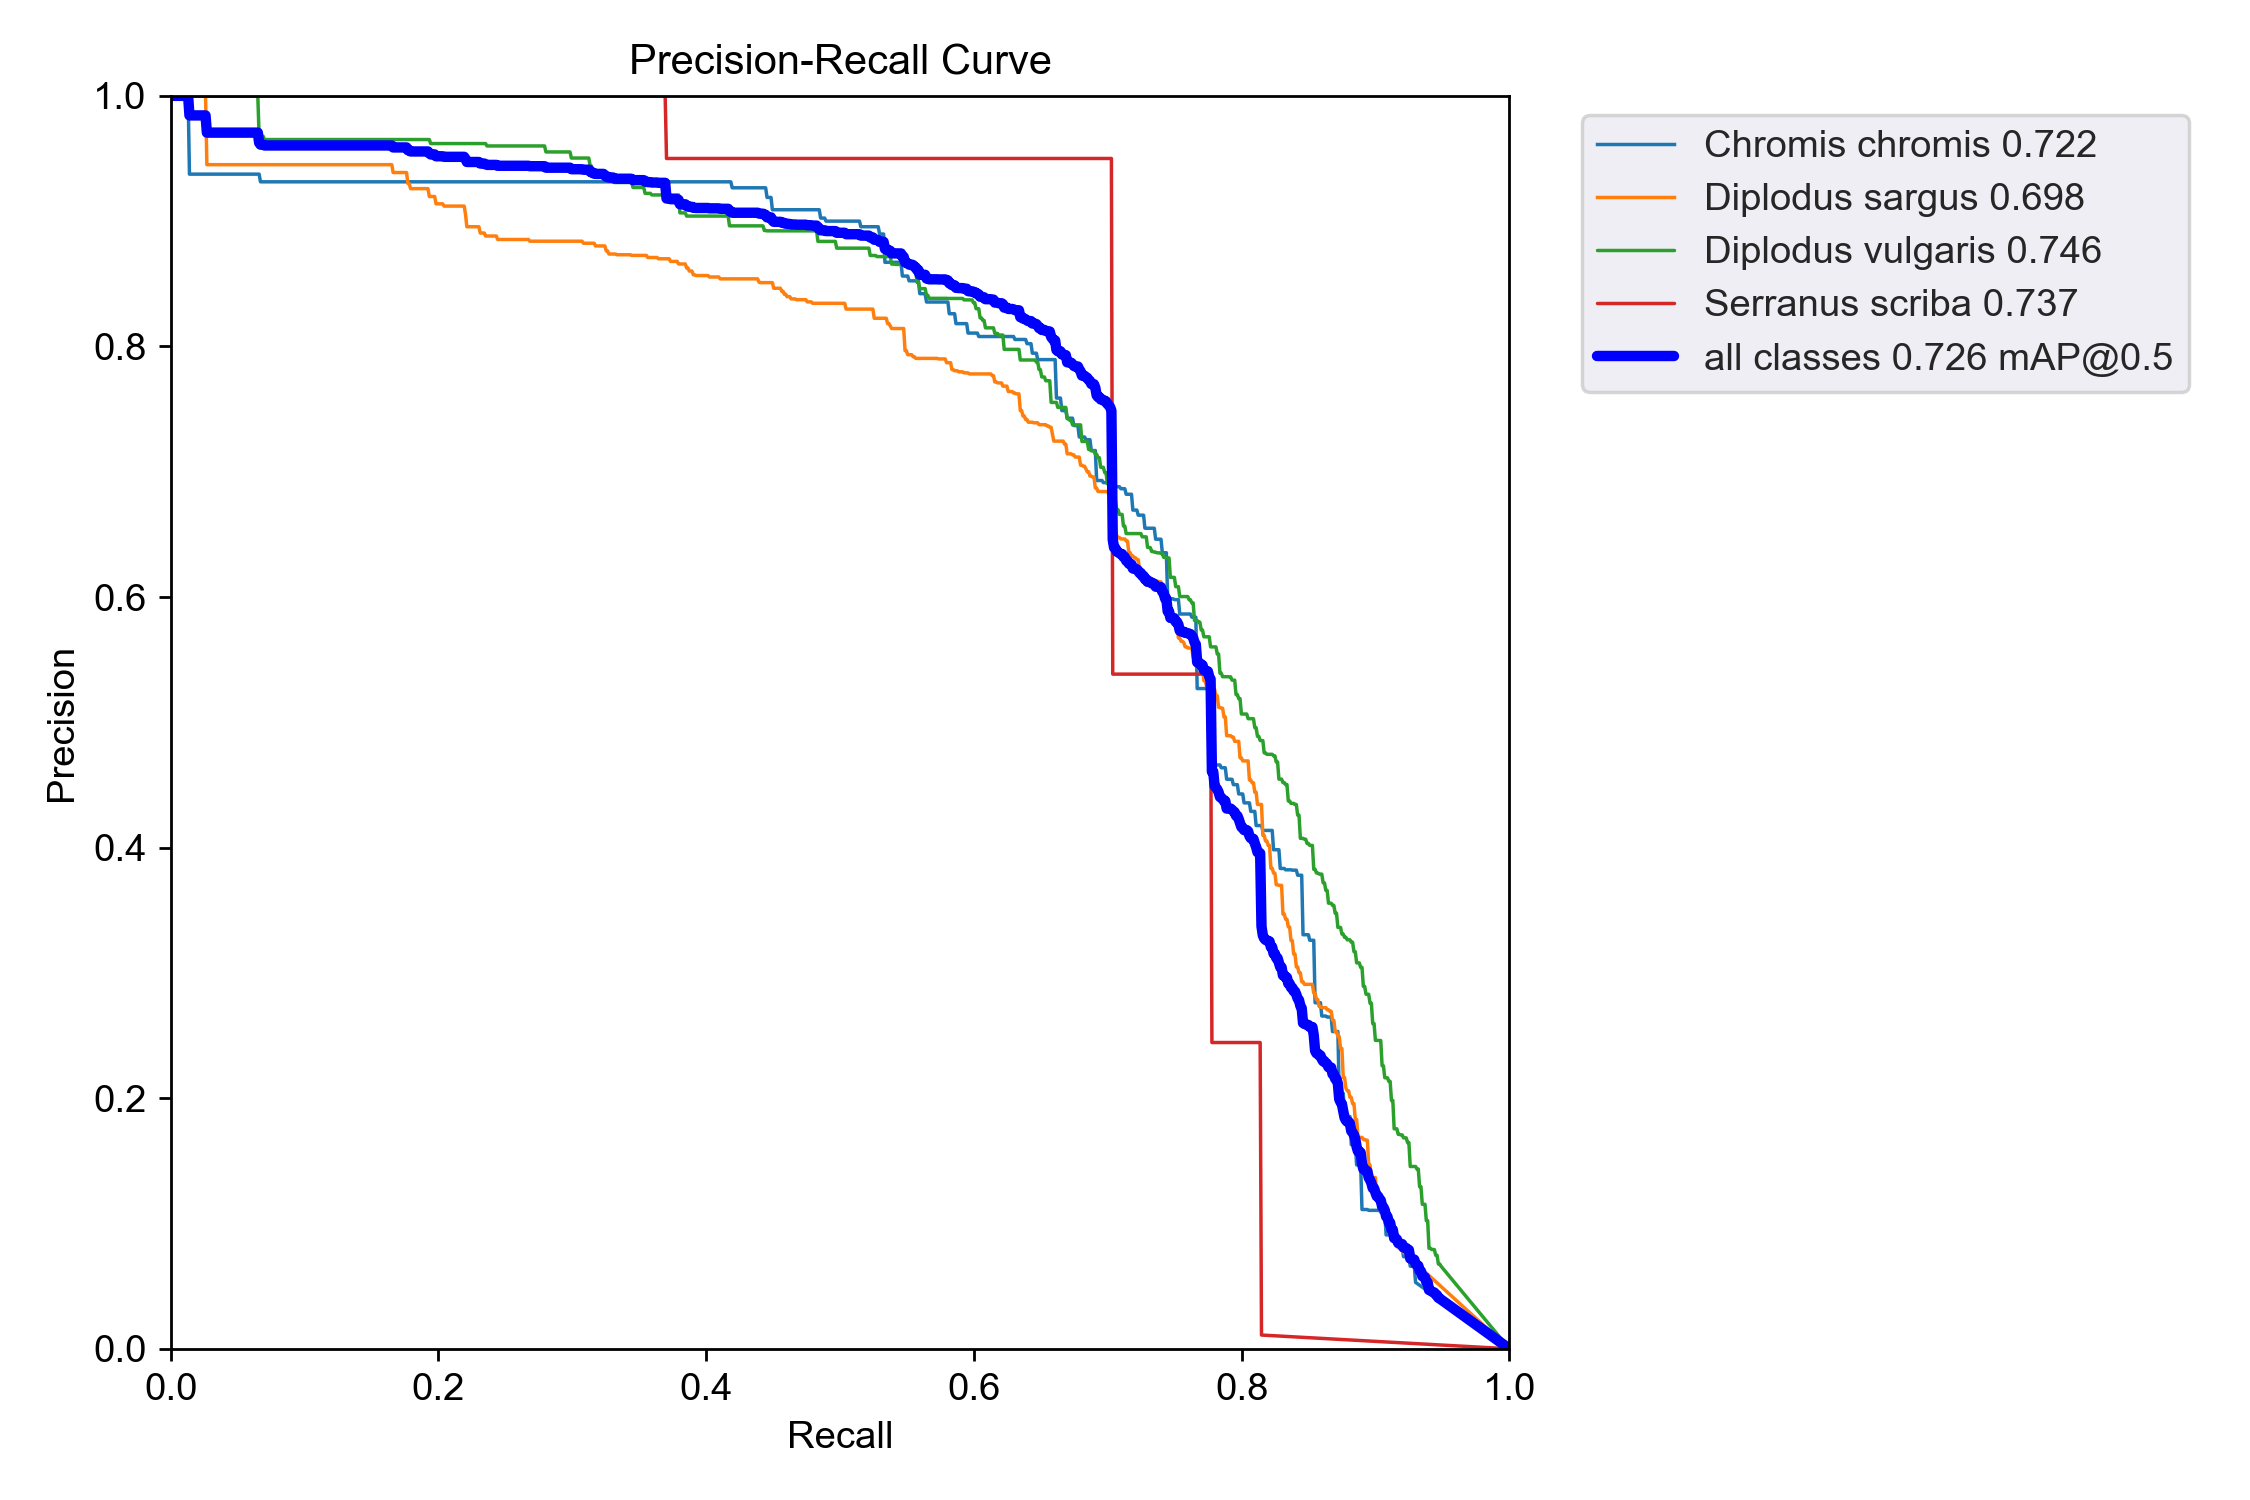 Precision-Recall Curve
1.0
0.8
0.6
0.4
0.2
0.0
Precision
0.0 0.2 0.4 0.6 0.8 1.0
Recall
Chromis chromis 0.722
Diplodus sargus 0.698
Diplodus vulgaris 0.746
Serranus scriba 0.737
all classes 0.726 mAP@0.5